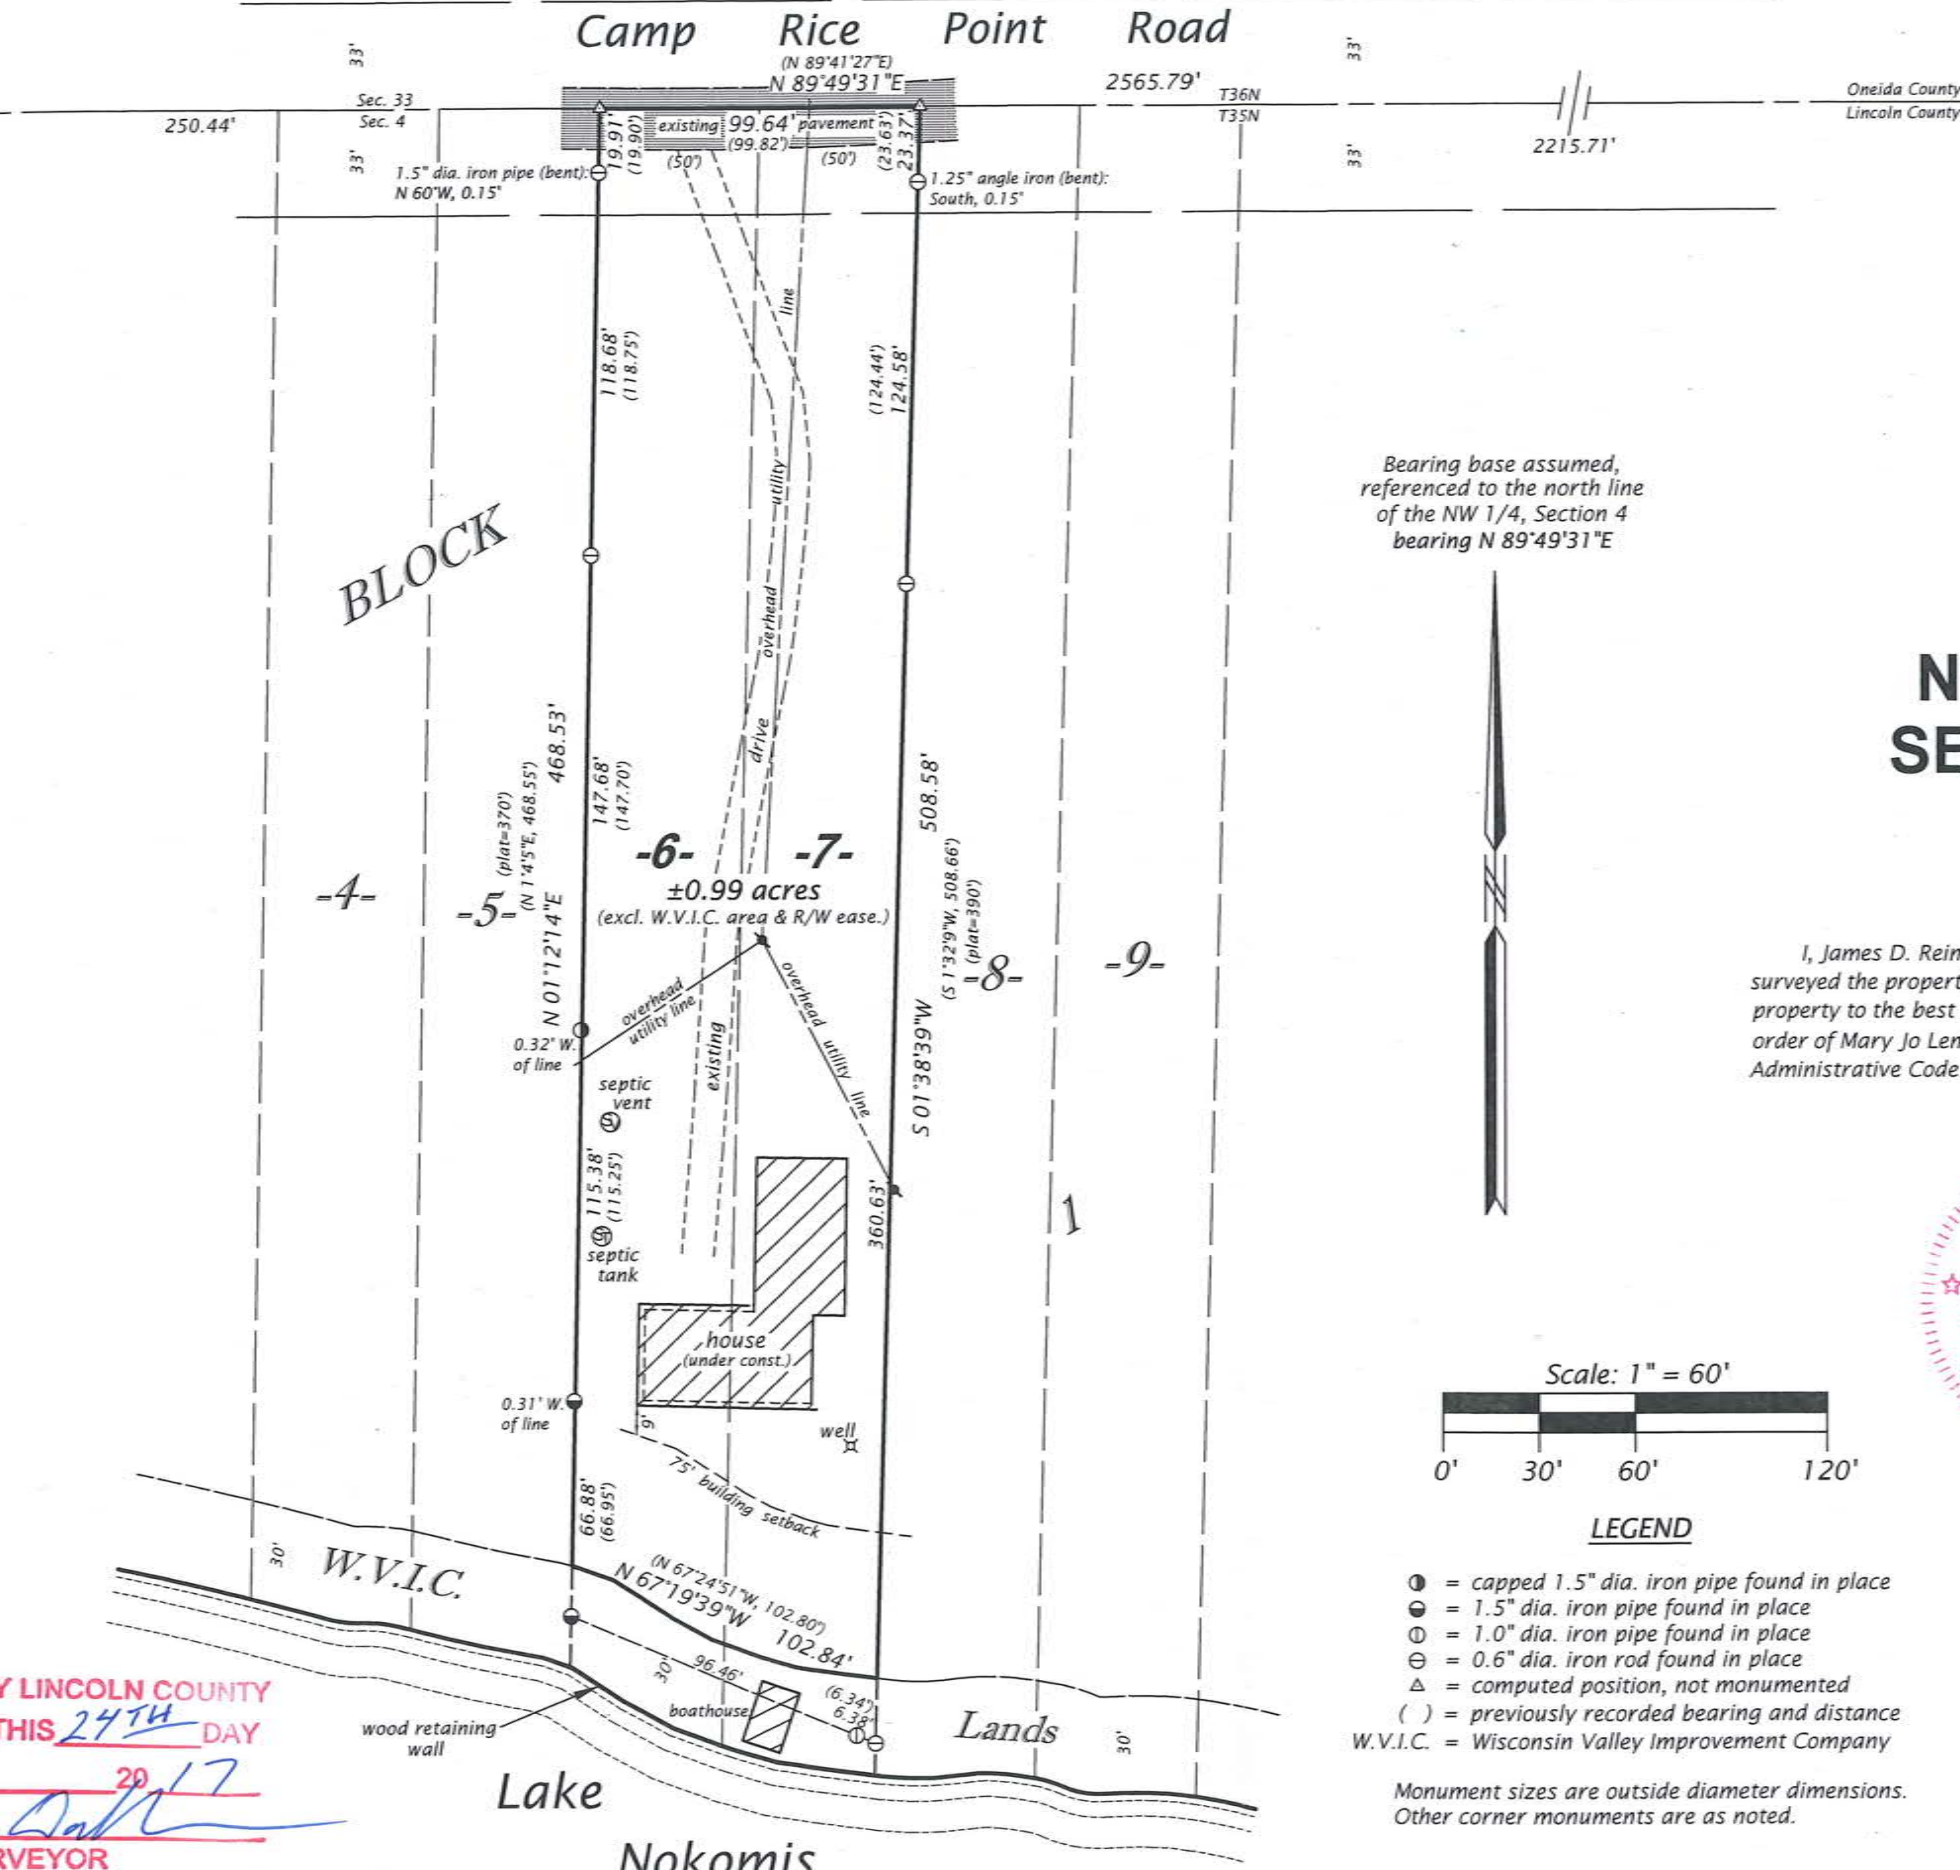 Camp Rice Point Road
(N 89°41'27"E)
N 89°49'31"E
2565.79'
33'
33'
Sec. 33
Sec. 4
T36N
T35N
Oneida County
Lincoln County
250.44'
2215.71'
33'
33'
existing 99.64' pavement
(99.82')
(50')
(50')
19.91'
(19.90')
(23.63')
23.37'
1.5" dia. iron pipe (bent):
N 60°W, 0.15'
1.25" angle iron (bent):
South, 0.15'
118.68'
(118.75')
line
(124.44')
124.58'
utility
overhead
BLOCK
Bearing base assumed,
referenced to the north line
of the NW 1/4, Section 4
bearing N 89°49'31"E
N
SE
drive
468.53'
N 01°12'14"E
(plat=370')
(N 1°4'5"E, 468.55')
147.68'
(147.70')
508.58'
S 01°38'39"W
(S 1°32'9"W, 508.66')
(plat=390')
-4-
-5-
-6-
-7-
-8-
-9-
±0.99 acres
(excl. W.V.I.C. area & R/W ease.)
overhead
utility line
overhead utility line
existing
0.32' W.
of line
septic
vent
SV
115.38'
(115.25')
ST
septic
tank
360.63'
1
I, James D. Rein
surveyed the propert
property to the best
order of Mary Jo Len
Administrative Code
house
(under const.)
0.31' W.
of line
9'
well
75' building setback
66.88'
(66.95')
Scale: 1" = 60'
0' 30' 60' 120'
LEGEND
= capped 1.5" dia. iron pipe found in place
= 1.5" dia. iron pipe found in place
= 1.0" dia. iron pipe found in place
= 0.6" dia. iron rod found in place
= computed position, not monumented
( ) = previously recorded bearing and distance
W.V.I.C. = Wisconsin Valley Improvement Company
Monument sizes are outside diameter dimensions.
Other corner monuments are as noted.
30'
W.V.I.C.
(N 67°24'51"W, 102.80')
N 67°19'39"W 102.84'
96.46'
30'
(6.34')
6.38'
boathouse
wood retaining
wall
Lands
30'
Lake
Nokomis
Y LINCOLN COUNTY
THIS 24TH DAY
20 17
RVEYOR